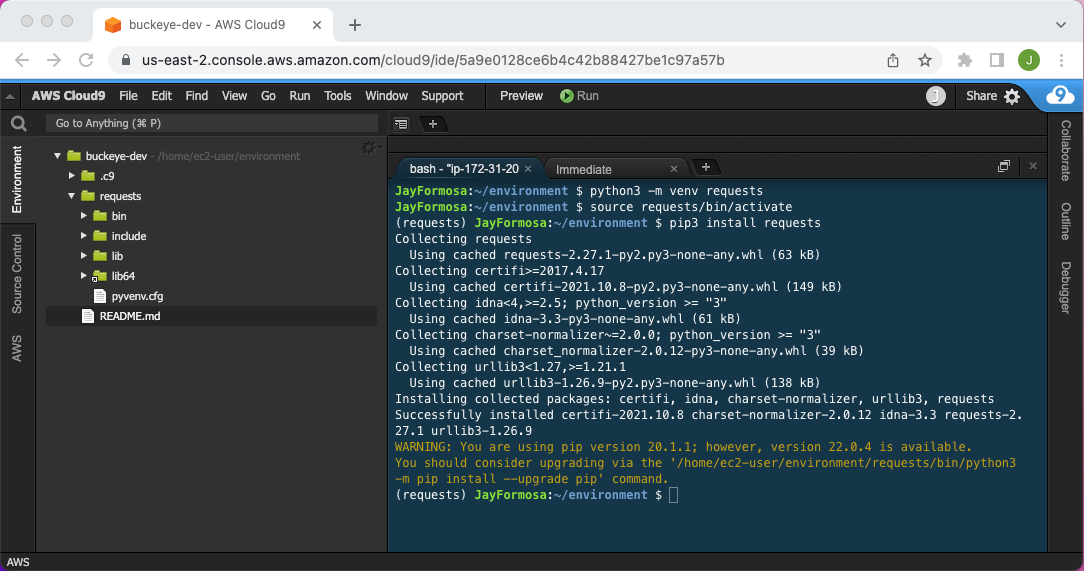 buckeye-dev - AWS Cloud9
us-east-2.console.aws.amazon.com/cloud9/ide/5a9e0128ce6b4c42b88427be1c97a57b
J
AWS Cloud9 File Edit Find View Go Run Tools Window Support Preview Run J Share 9
Go to Anything (⌘ P)
Environment
Source Control
AWS
buckeye-dev - /home/ec2-user/environment
.c9
requests
bin
include
lib
lib64
pyvenv.cfg
README.md
bash - "ip-172-31-20 Immediate
JayFormosa:~/environment $ python3 -m venv requests
JayFormosa:~/environment $ source requests/bin/activate
(requests) JayFormosa:~/environment $ pip3 install requests
Collecting requests
Using cached requests-2.27.1-py2.py3-none-any.whl (63 kB)
Collecting certifi>=2017.4.17
Using cached certifi-2021.10.8-py2.py3-none-any.whl (149 kB)
Collecting idna<4,>=2.5; python_version >= "3"
Using cached idna-3.3-py3-none-any.whl (61 kB)
Collecting charset-normalizer~=2.0.0; python_version >= "3"
Using cached charset_normalizer-2.0.12-py3-none-any.whl (39 kB)
Collecting urllib3<1.27,>=1.21.1
Using cached urllib3-1.26.9-py2.py3-none-any.whl (138 kB)
Installing collected packages: certifi, idna, charset-normalizer, urllib3, requests
Successfully installed certifi-2021.10.8 charset-normalizer-2.0.12 idna-3.3 requests-2.
27.1 urllib3-1.26.9
WARNING: You are using pip version 20.1.1; however, version 22.0.4 is available.
You should consider upgrading via the '/home/ec2-user/environment/requests/bin/python3
-m pip install --upgrade pip' command.
(requests) JayFormosa:~/environment $
Collaborate
Outline
Debugger
AWS